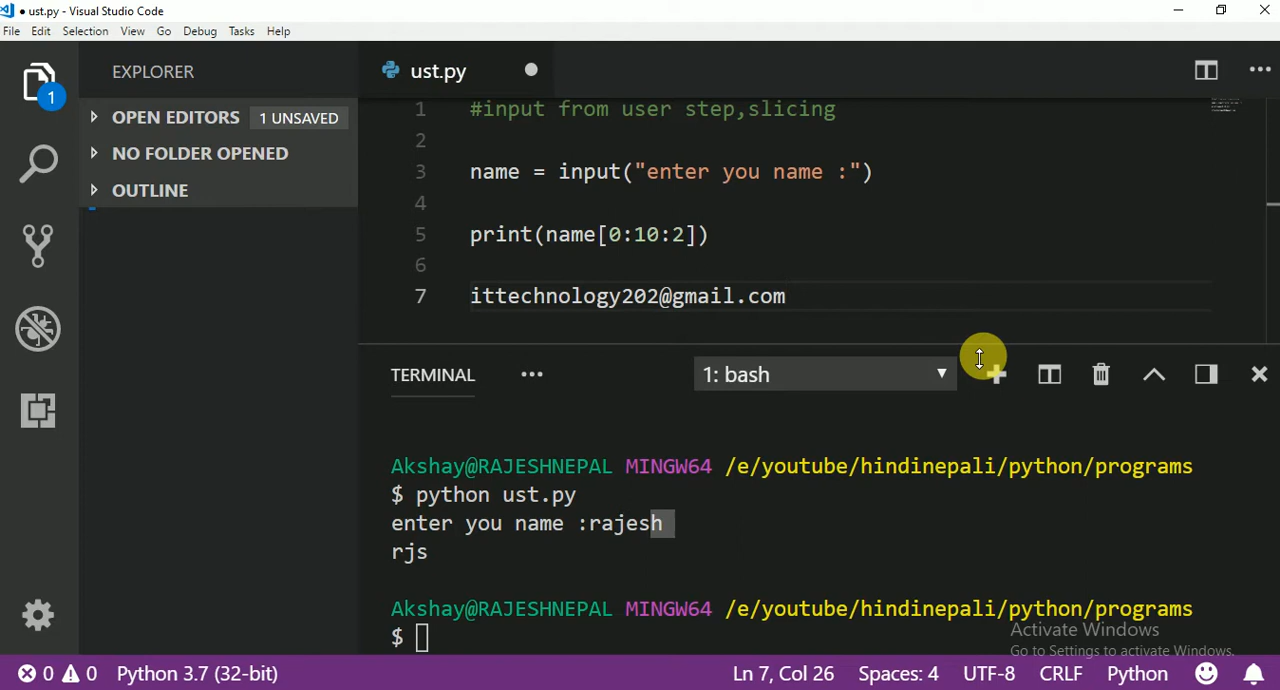 ● ust.py - Visual Studio Code
File Edit Selection View Go Debug Tasks Help
EXPLORER
1
OPEN EDITORS 1 UNSAVED
NO FOLDER OPENED
OUTLINE
ust.py
1 #input from user step,slicing
2
3 name = input("enter you name :")
4
5 print(name[0:10:2])
6
7 ittechnology202@gmail.com
TERMINAL ... 1: bash
Akshay@RAJESHNEPAL MINGW64 /e/youtube/hindinepali/python/programs
$ python ust.py
enter you name :rajesh
rjs
Akshay@RAJESHNEPAL MINGW64 /e/youtube/hindinepali/python/programs
$
Activate Windows
Go to Settings to activate Windows.
0 0 Python 3.7 (32-bit) Ln 7, Col 26 Spaces: 4 UTF-8 CRLF Python